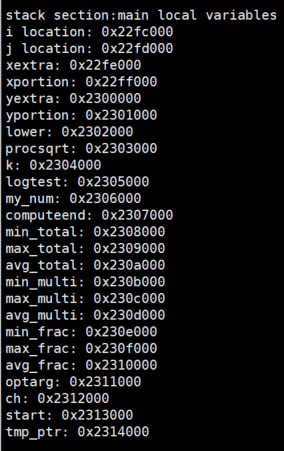 stack section:main local variables
i location: 0x22fc000
j location: 0x22fd000
xextra: 0x22fe000
xportion: 0x22ff000
yextra: 0x2300000
yportion: 0x2301000
lower: 0x2302000
procsqrt: 0x2303000
k: 0x2304000
logtest: 0x2305000
my_num: 0x2306000
computeend: 0x2307000
min_total: 0x2308000
max_total: 0x2309000
avg_total: 0x230a000
min_multi: 0x230b000
max_multi: 0x230c000
avg_multi: 0x230d000
min_frac: 0x230e000
max_frac: 0x230f000
avg_frac: 0x2310000
optarg: 0x2311000
ch: 0x2312000
start: 0x2313000
tmp_ptr: 0x2314000